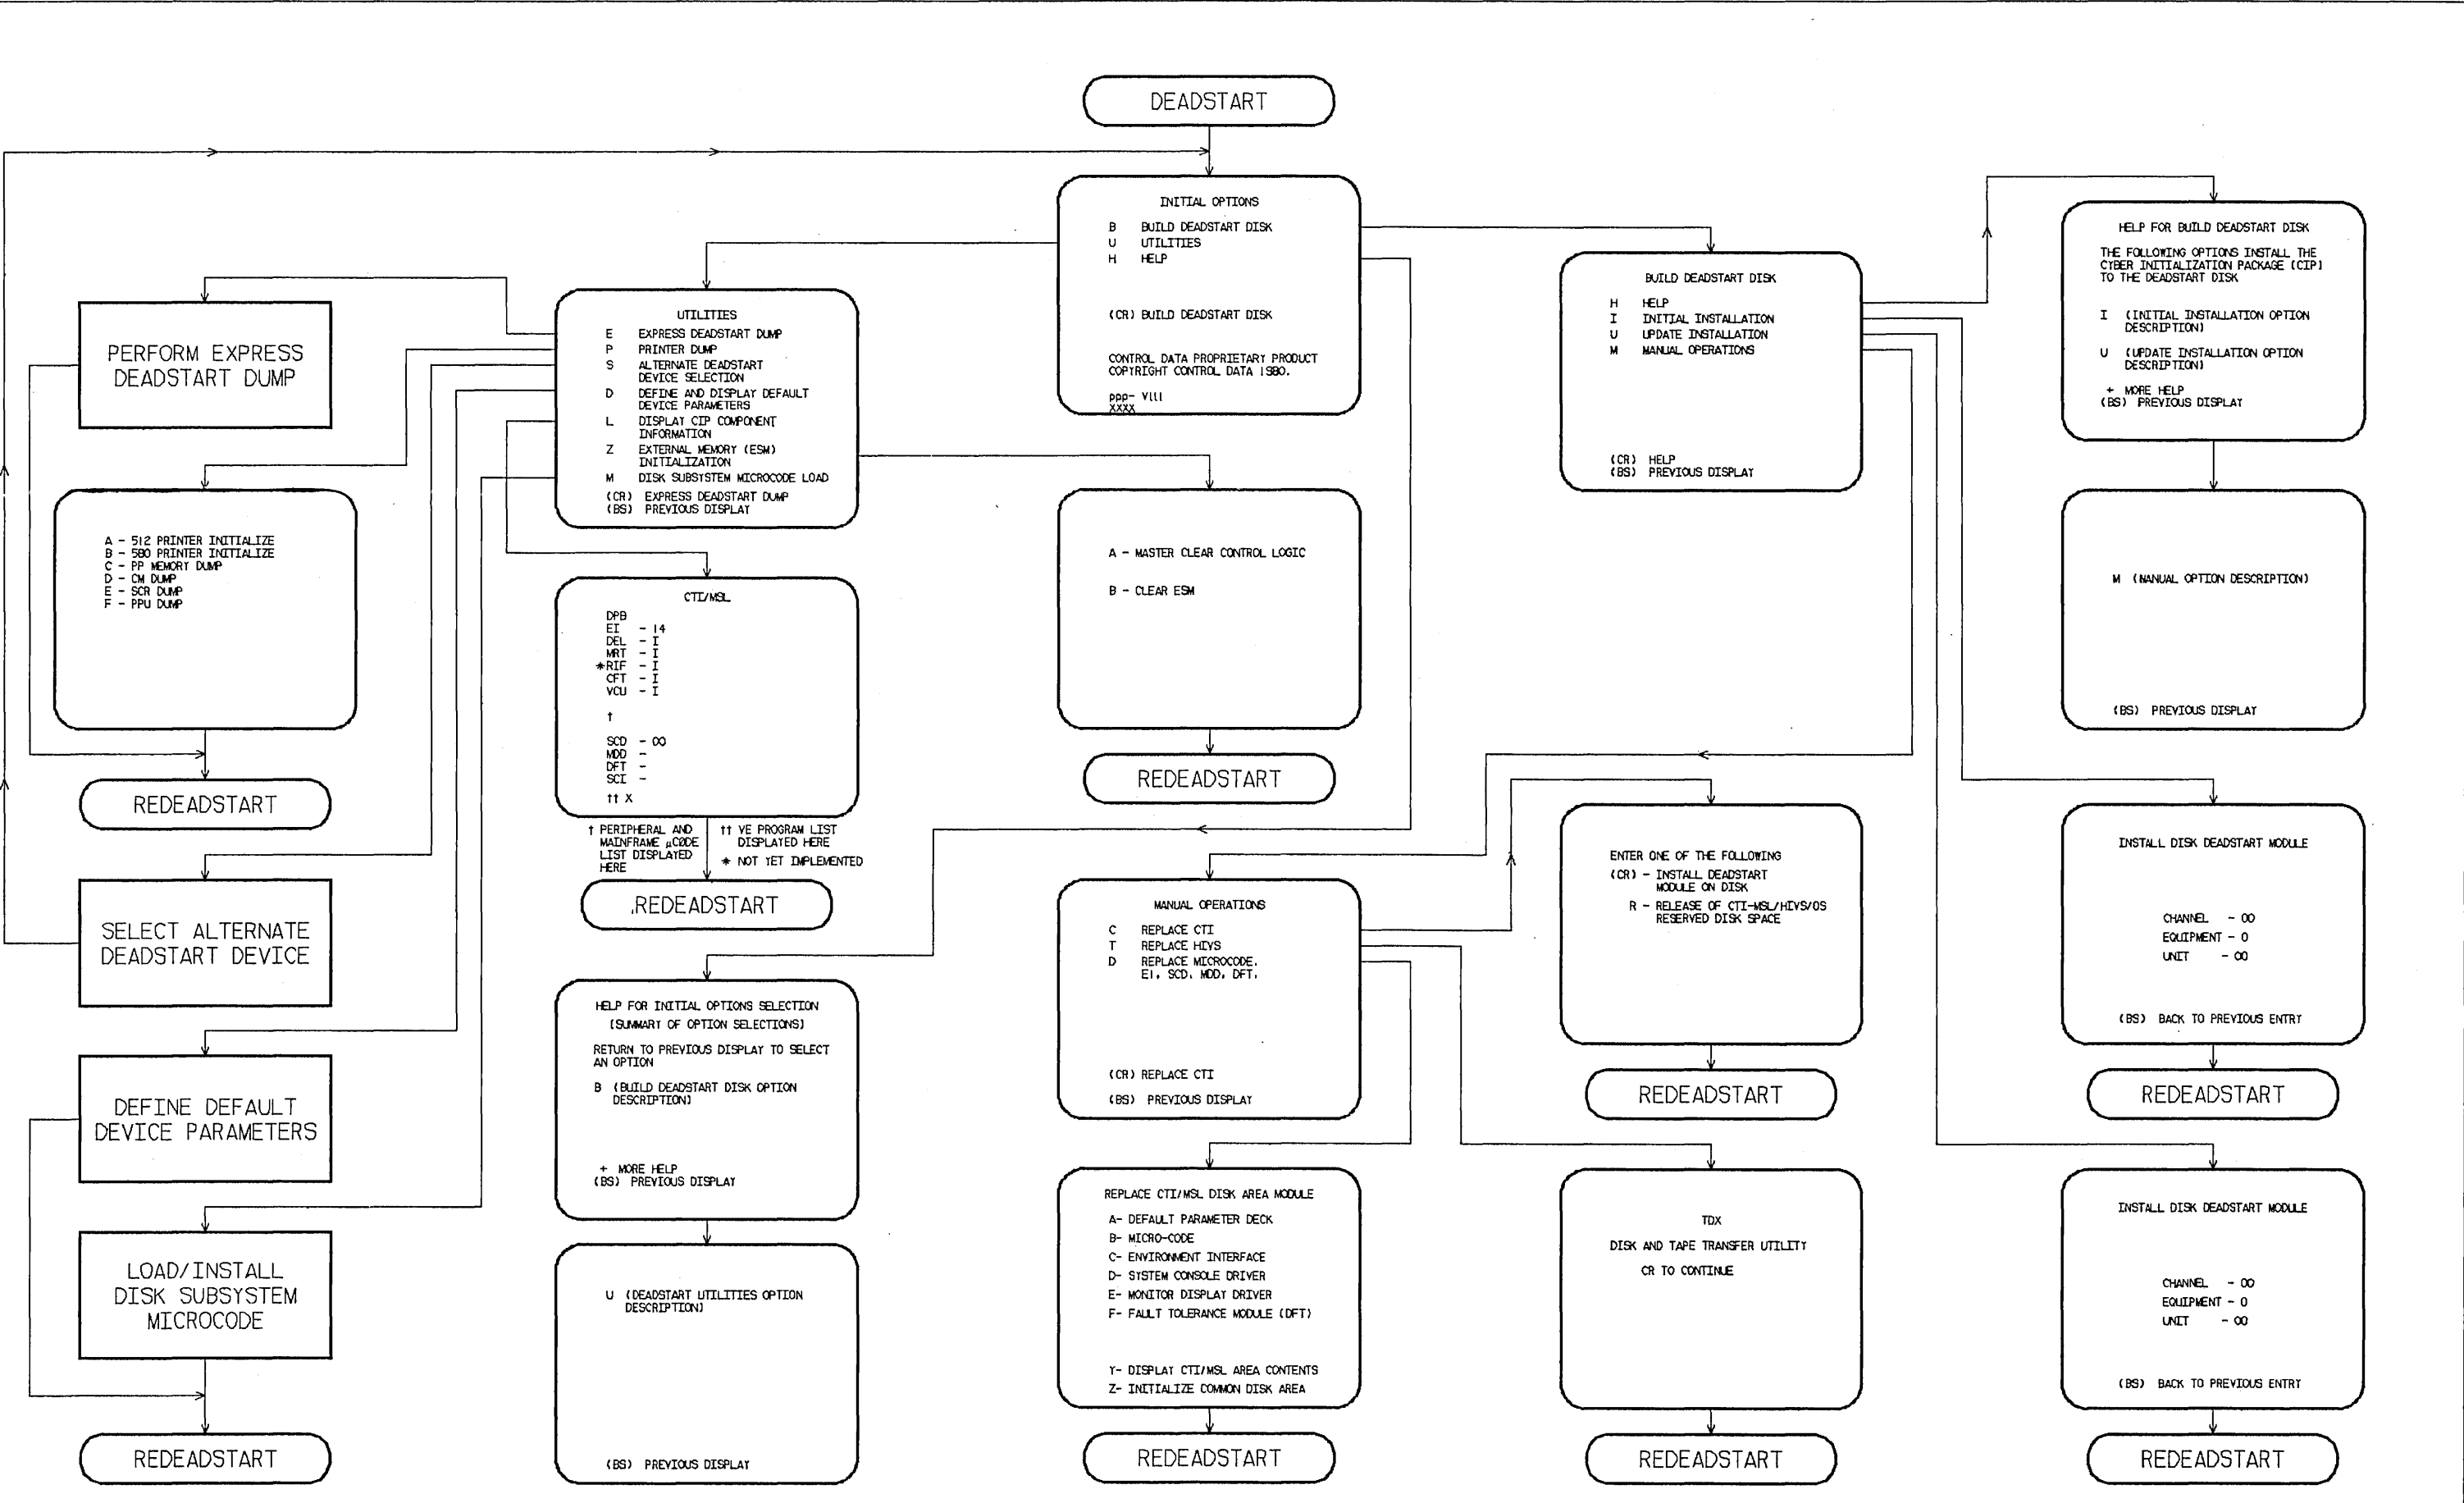 DEADSTART
INITIAL OPTIONS
B BUILD DEADSTART DISK
U UTILITIES
H HELP
(CR) BUILD DEADSTART DISK
CONTROL DATA PROPRIETARY PRODUCT
COPYRIGHT CONTROL DATA 1980.
ppp- Vlll
XXXX
UTILITIES
E EXPRESS DEADSTART DUMP
P PRINTER DUMP
S ALTERNATE DEADSTART
DEVICE SELECTION
D DEFINE AND DISPLAY DEFAULT
DEVICE PARAMETERS
L DISPLAY CIP COMPONENT
INFORMATION
Z EXTERNAL MEMORY (ESM)
INITIALIZATION
M DISK SUBSYSTEM MICROCODE LOAD
(CR) EXPRESS DEADSTART DUMP
(BS) PREVIOUS DISPLAY
PERFORM EXPRESS
DEADSTART DUMP
A - 512 PRINTER INITIALIZE
B - 580 PRINTER INITIALIZE
C - PP MEMORY DUMP
D - CM DUMP
E - SCR DUMP
F - PPU DUMP
REDEADSTART
SELECT ALTERNATE
DEADSTART DEVICE
DEFINE DEFAULT
DEVICE PARAMETERS
LOAD/INSTALL
DISK SUBSYSTEM
MICROCODE
REDEADSTART
CTI/MSL
DPB
EI - 14
DEL - I
MRT - I
*RIF - I
CFT - I
VCU - I
†
SCD - 00
MDD -
DFT -
SCI -
†† X
† PERIPHERAL AND
MAINFRAME µCODE
LIST DISPLAYED
HERE
†† VE PROGRAM LIST
DISPLAYED HERE
* NOT YET IMPLEMENTED
REDEADSTART
HELP FOR INITIAL OPTIONS SELECTION
(SUMMARY OF OPTION SELECTIONS)
RETURN TO PREVIOUS DISPLAY TO SELECT
AN OPTION
B (BUILD DEADSTART DISK OPTION
DESCRIPTION)
+ MORE HELP
(BS) PREVIOUS DISPLAY
U (DEADSTART UTILITIES OPTION
DESCRIPTION)
(BS) PREVIOUS DISPLAY
A - MASTER CLEAR CONTROL LOGIC
B - CLEAR ESM
REDEADSTART
MANUAL OPERATIONS
C REPLACE CTI
T REPLACE HIVS
D REPLACE MICROCODE,
EI, SCD, MDD, DFT,
(CR) REPLACE CTI
(BS) PREVIOUS DISPLAY
REPLACE CTI/MSL DISK AREA MODULE
A- DEFAULT PARAMETER DECK
B- MICRO-CODE
C- ENVIRONMENT INTERFACE
D- SYSTEM CONSOLE DRIVER
E- MONITOR DISPLAY DRIVER
F- FAULT TOLERANCE MODULE (DFT)
Y- DISPLAY CTI/MSL AREA CONTENTS
Z- INITIALIZE COMMON DISK AREA
REDEADSTART
BUILD DEADSTART DISK
H HELP
I INITIAL INSTALLATION
U UPDATE INSTALLATION
M MANUAL OPERATIONS
(CR) HELP
(BS) PREVIOUS DISPLAY
ENTER ONE OF THE FOLLOWING
(CR) - INSTALL DEADSTART
MODULE ON DISK
R - RELEASE OF CTI-MSL/HIVS/OS
RESERVED DISK SPACE
REDEADSTART
TDX
DISK AND TAPE TRANSFER UTILITY
CR TO CONTINUE
REDEADSTART
HELP FOR BUILD DEADSTART DISK
THE FOLLOWING OPTIONS INSTALL THE
CYBER INITIALIZATION PACKAGE (CIP)
TO THE DEADSTART DISK
I (INITIAL INSTALLATION OPTION
DESCRIPTION)
U (UPDATE INSTALLATION OPTION
DESCRIPTION)
+ MORE HELP
(BS) PREVIOUS DISPLAY
M (MANUAL OPTION DESCRIPTION)
(BS) PREVIOUS DISPLAY
INSTALL DISK DEADSTART MODULE
CHANNEL - 00
EQUIPMENT - 0
UNIT - 00
(BS) BACK TO PREVIOUS ENTRY
REDEADSTART
INSTALL DISK DEADSTART MODULE
CHANNEL - 00
EQUIPMENT - 0
UNIT - 00
(BS) BACK TO PREVIOUS ENTRY
REDEADSTART